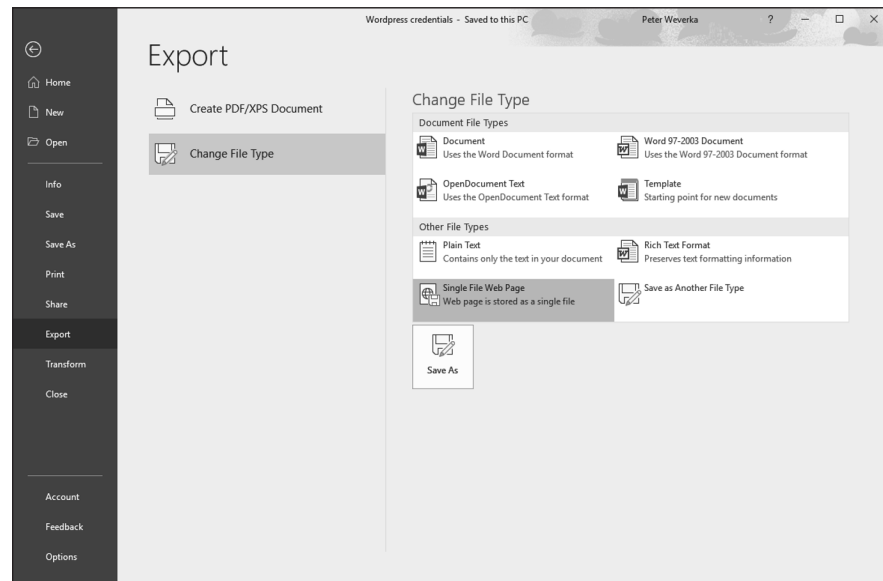 Wordpress credentials - Saved to this PC
Peter Weverka
?
Home
New
Open
Info
Save
Save As
Print
Share
Export
Transform
Close
Account
Feedback
Options
Export
Create PDF/XPS Document
Change File Type
Change File Type
Document File Types
Document
Uses the Word Document format
Word 97-2003 Document
Uses the Word 97-2003 Document format
OpenDocument Text
Uses the OpenDocument Text format
Template
Starting point for new documents
Other File Types
Plain Text
Contains only the text in your document
Rich Text Format
Preserves text formatting information
Single File Web Page
Web page is stored as a single file
Save as Another File Type
Save As